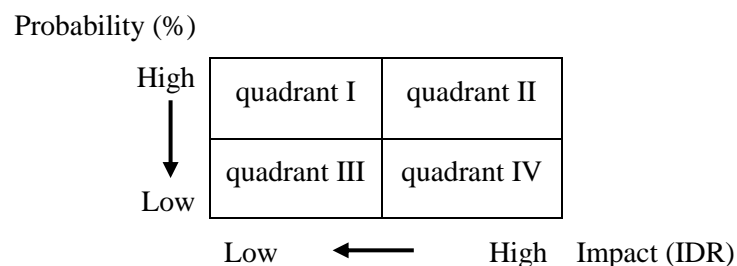 Probability (%)
High
quadrant I quadrant II
quadrant III quadrant IV
Low
Low High Impact (IDR)